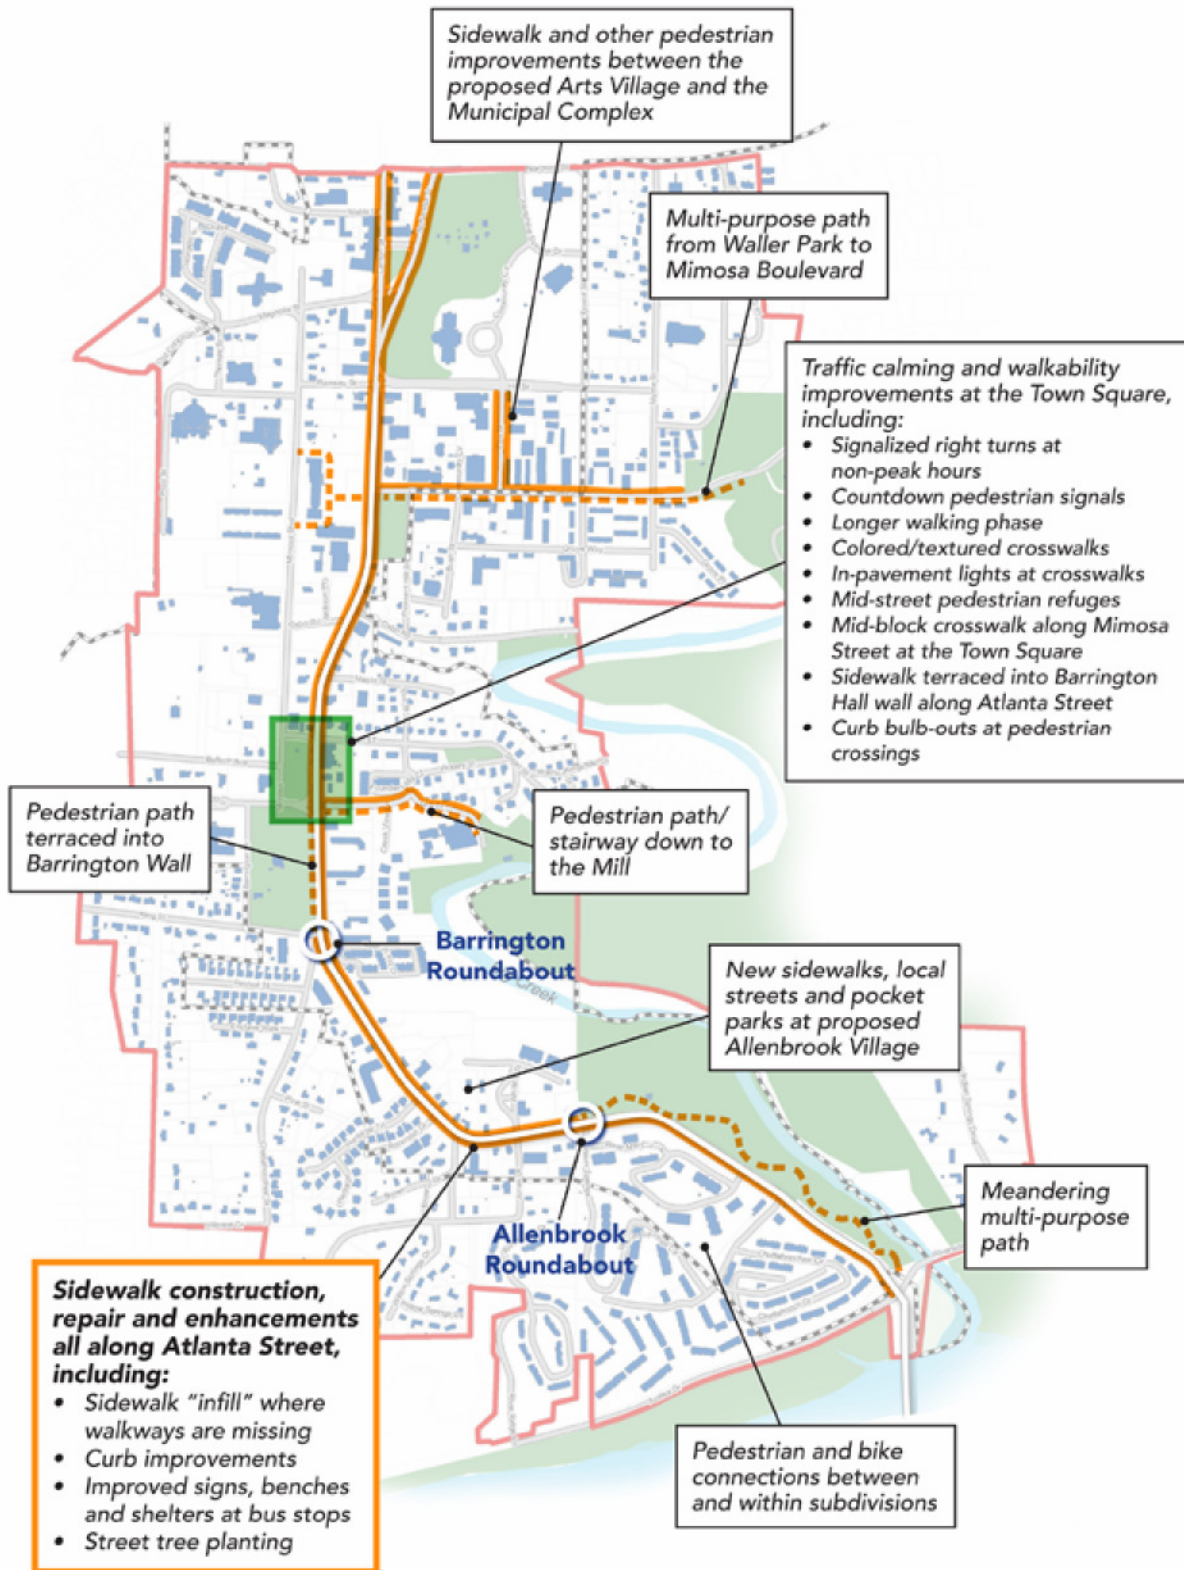 Sidewalk and other pedestrian
improvements between the
proposed Arts Village and the
Municipal Complex
Multi-purpose path
from Waller Park to
Mimosa Boulevard
Traffic calming and walkability
improvements at the Town Square,
including:
• Signalized right turns at
non-peak hours
• Countdown pedestrian signals
• Longer walking phase
• Colored/textured crosswalks
• In-pavement lights at crosswalks
• Mid-street pedestrian refuges
• Mid-block crosswalk along Mimosa
Street at the Town Square
• Sidewalk terraced into Barrington
Hall wall along Atlanta Street
• Curb bulb-outs at pedestrian
crossings
Pedestrian path
terraced into
Barrington Wall
Pedestrian path/
stairway down to
the Mill
Barrington
Roundabout
Creek
New sidewalks, local
streets and pocket
parks at proposed
Allenbrook Village
Meandering
multi-purpose
path
Allenbrook
Roundabout
Sidewalk construction,
repair and enhancements
all along Atlanta Street,
including:
• Sidewalk “infill” where
walkways are missing
• Curb improvements
• Improved signs, benches
and shelters at bus stops
• Street tree planting
Pedestrian and bike
connections between
and within subdivisions